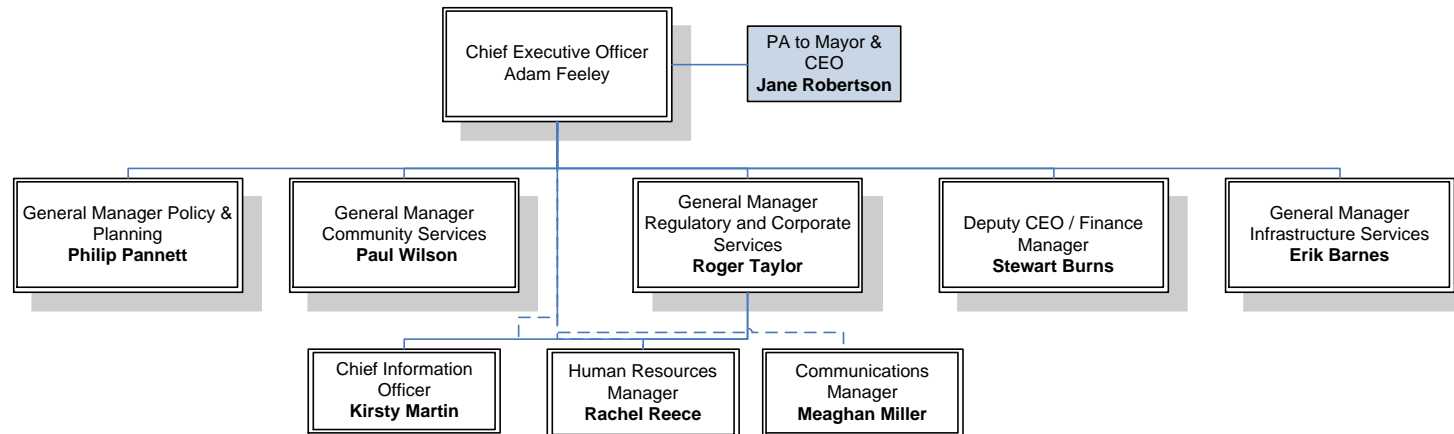 Chief Executive Officer
Adam Feeley
PA to Mayor &
CEO
Jane Robertson
General Manager Policy &
Planning
Philip Pannett
General Manager
Community Services
Paul Wilson
General Manager
Regulatory and Corporate
Services
Roger Taylor
Deputy CEO / Finance
Manager
Stewart Burns
General Manager
Infrastructure Services
Erik Barnes
Chief Information
Officer
Kirsty Martin
Human Resources
Manager
Rachel Reece
Communications
Manager
Meaghan Miller